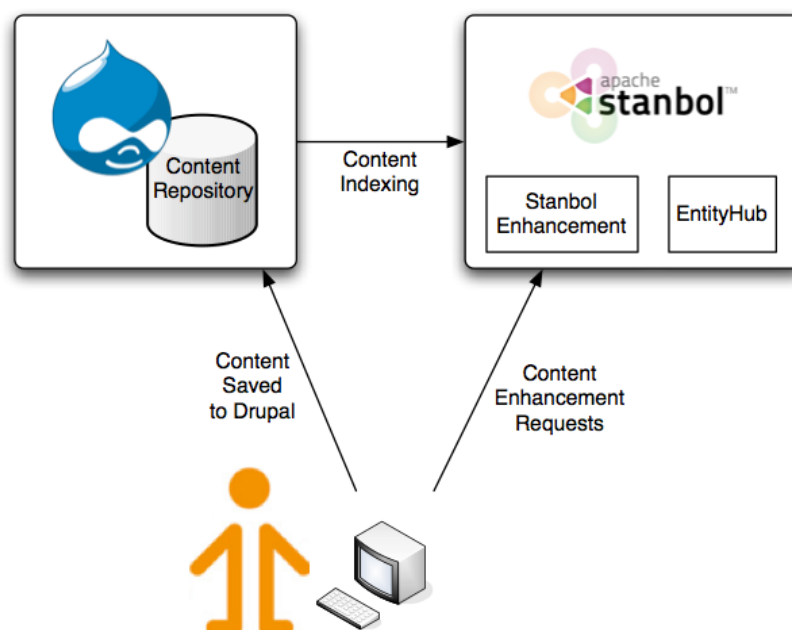 Content
Repository
Content
Indexing
apache
stanbol™
Stanbol
Enhancement
EntityHub
Content
Saved
to Drupal
Content
Enhancement
Requests